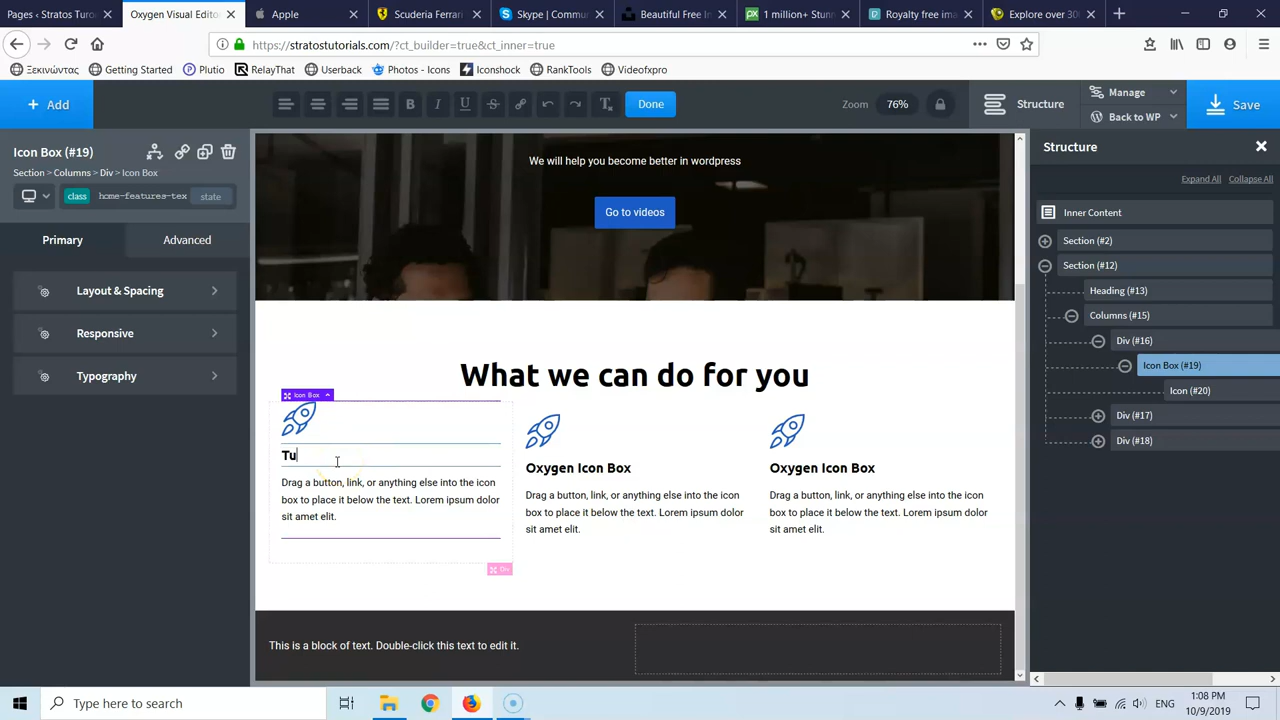 Pages ‹ Stratos Turor
Oxygen Visual Edito
Apple
Scuderia Ferrari
Skype | Commu
Beautiful Free In
1 million+ Stunn
Royalty free ima
Explore over 300
https://stratostutorials.com/?ct_builder=true&ct_inner=true
Ξεκινώντας
Getting Started
Plutio
RelayThat
Userback
Photos - Icons
Iconshock
RankTools
Videofxpro
+ Add
B
I
U
S
Done
Zoom
76%
Structure
Manage
Back to WP
Save
Icon Box (#19)
Section > Columns > Div > Icon Box
class
home-features-tex
state
Primary
Advanced
Layout & Spacing
Responsive
Typography
We will help you become better in wordpress
Go to videos
What we can do for you
Icon Box
Tu
Drag a button, link, or anything else into the icon
box to place it below the text. Lorem ipsum dolor
sit amet elit.
Div
Oxygen Icon Box
Drag a button, link, or anything else into the icon
box to place it below the text. Lorem ipsum dolor
sit amet elit.
Oxygen Icon Box
Drag a button, link, or anything else into the icon
box to place it below the text. Lorem ipsum dolor
sit amet elit.
This is a block of text. Double-click this text to edit it.
Structure
Expand All
Collapse All
Inner Content
Section (#2)
Section (#12)
Heading (#13)
Columns (#15)
Div (#16)
Icon Box (#19)
Icon (#20)
Div (#17)
Div (#18)
Type here to search
ENG
1:08 PM
10/9/2019